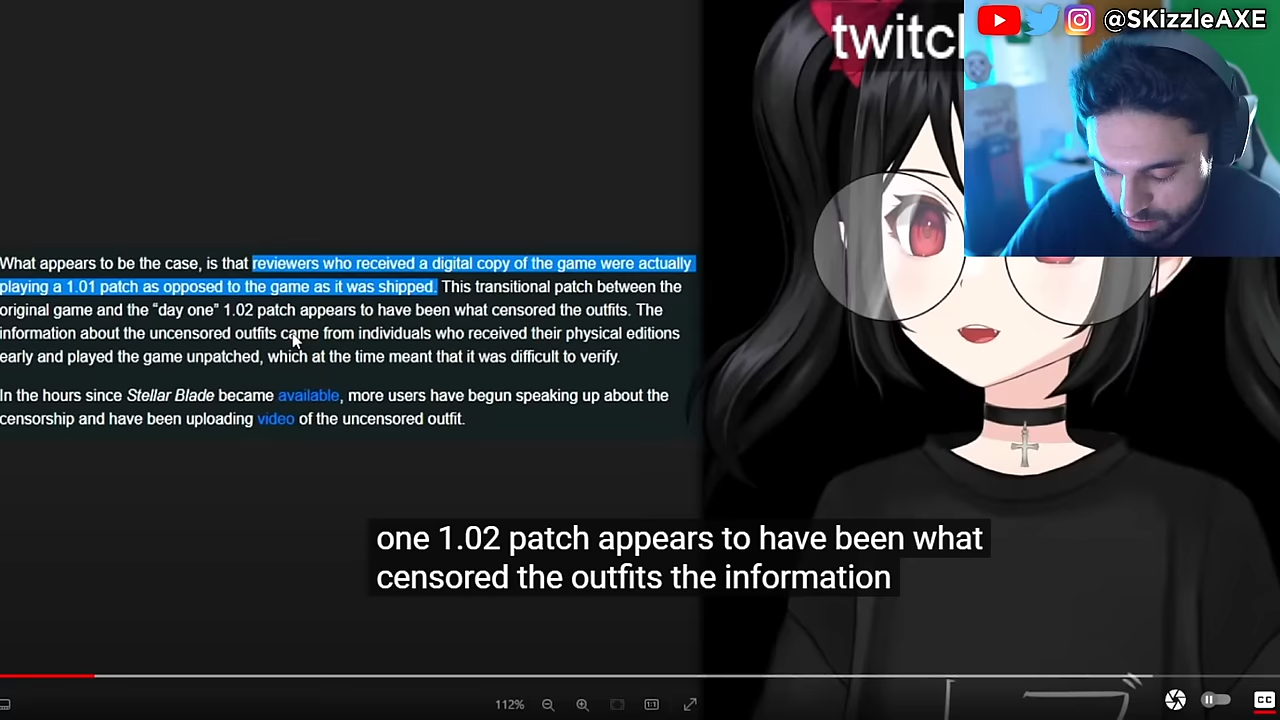 @SKizzleAXE
What appears to be the case, is that reviewers who received a digital copy of the game were actually
playing a 1.01 patch as opposed to the game as it was shipped. This transitional patch between the
original game and the “day one” 1.02 patch appears to have been what censored the outfits. The
information about the uncensored outfits came from individuals who received their physical editions
early and played the game unpatched, which at the time meant that it was difficult to verify.
In the hours since Stellar Blade became available, more users have begun speaking up about the
censorship and have been uploading video of the uncensored outfit.
one 1.02 patch appears to have been what
censored the outfits the information
112%
1:1
CC